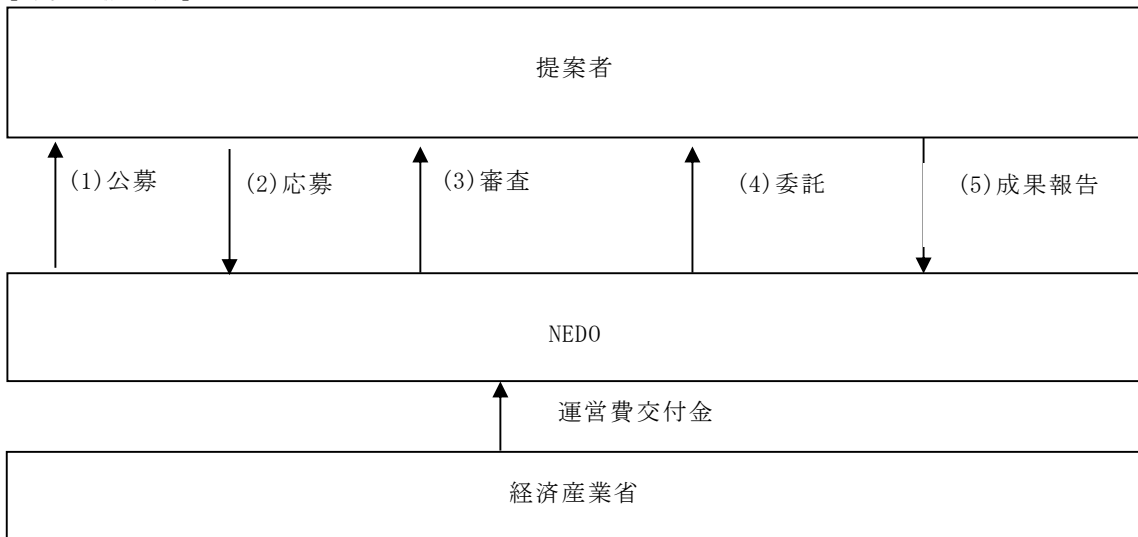 提案者
(1)公募
(2)応募
(3)審査
(4)委託
(5)成果報告
NEDO
運営費交付金
経済産業省